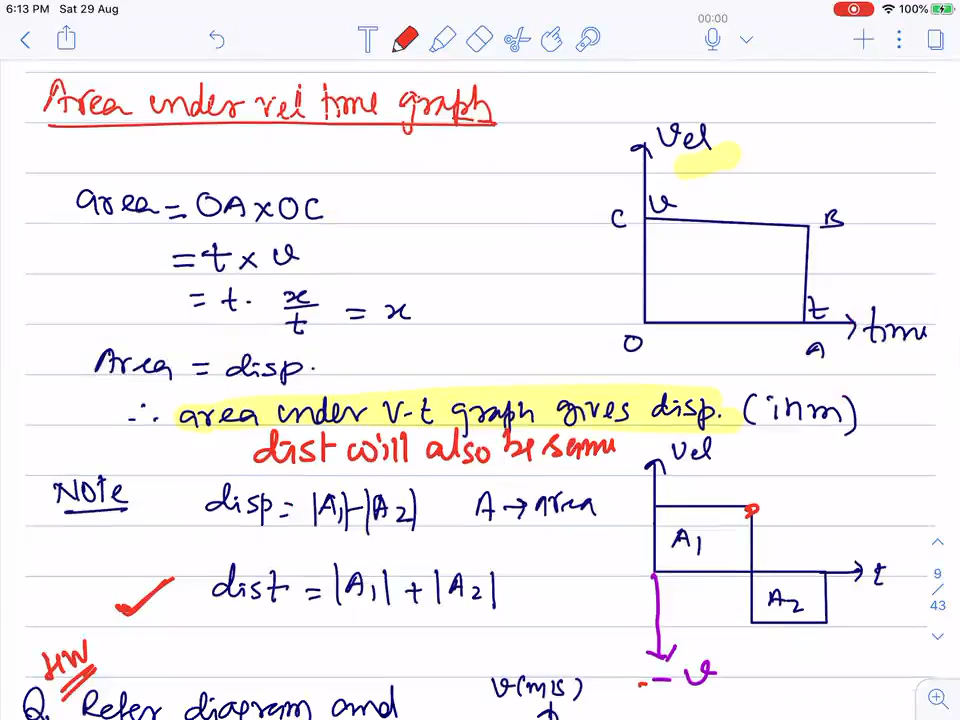 6:13 PM Sat 29 Aug
100%
00:00
Area under vel time graph
Vel
area = OA × OC
C
v
B
= t × v
= t · x/t = x
t
time
O
A
Area = disp.
∴ area under v-t graph gives disp. (in m)
dist will also be same
Vel
NOTE
disp = |A₁|-|A₂| A → area
A₁
t
dist = |A₁| + |A₂|
A₂
9
/
43
HW
- v
v(m/s)
Q. Refer diagram and